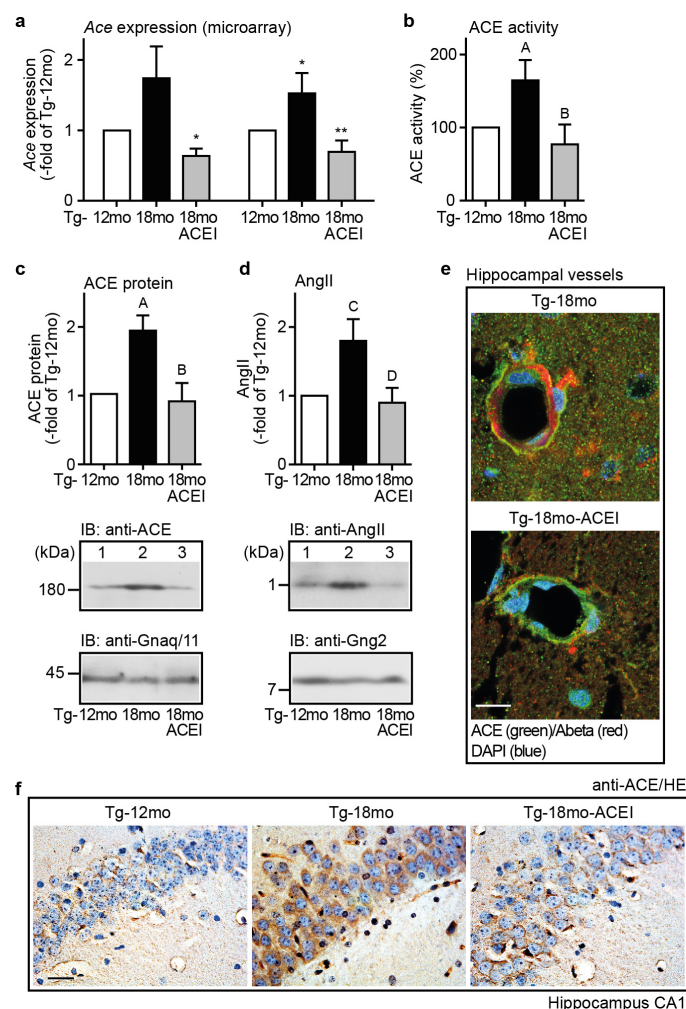 a
Ace expression (microarray)
Ace expression
(-fold of Tg-12mo)
2
1
0
*
*
**
Tg- 12mo 18mo 18mo ACEI 12mo 18mo 18mo ACEI
b
ACE activity
ACE activity (%)
200
100
0
A
B
Tg- 12mo 18mo 18mo ACEI
c
ACE protein
ACE protein
(-fold of Tg-12mo)
2
1
0
A
B
Tg- 12mo 18mo 18mo ACEI
IB: anti-ACE
(kDa) 1 2 3
180
IB: anti-Gnaq/11
45
Tg- 12mo 18mo 18mo ACEI
d
AngII
AngII
(-fold of Tg-12mo)
2
1
0
C
D
Tg- 12mo 18mo 18mo ACEI
IB: anti-AngII
(kDa) 1 2 3
1
IB: anti-Gng2
7
Tg- 12mo 18mo 18mo ACEI
e
Hippocampal vessels
Tg-18mo
Tg-18mo-ACEI
ACE (green)/Abeta (red)
DAPI (blue)
f
anti-ACE/HE
Tg-12mo Tg-18mo Tg-18mo-ACEI
Hippocampus CA1